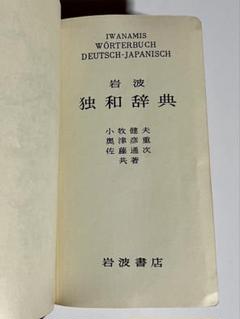 IWANAMIS
WÖRTERBUCH
DEUTSCH-JAPANISCH
岩波
独和辞典
小牧健夫
奥津彦重
佐藤通次
共著
岩波書店